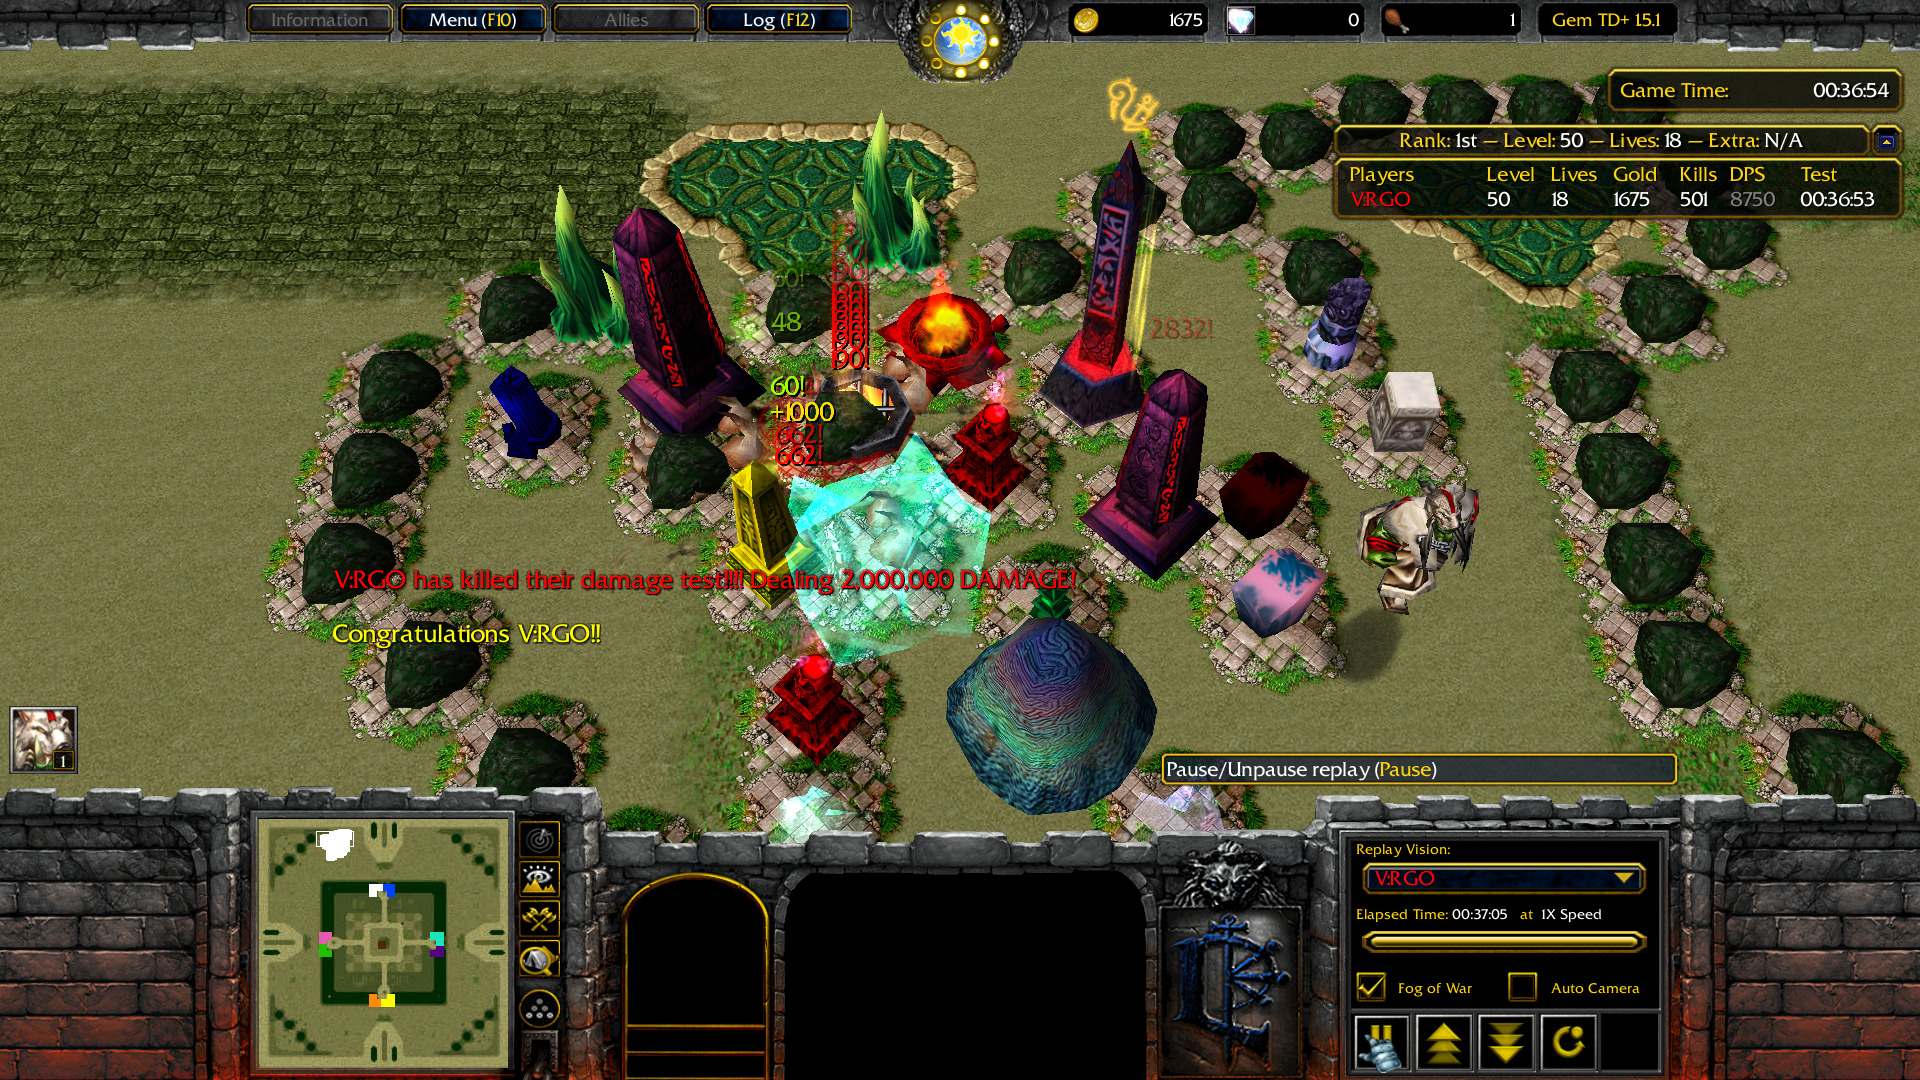 Information
Menu (F10)
Allies
Log (F12)
1675
0
1
Gem TD+ 15.1
Game Time: 00:36:54
Rank: 1st – Level: 50 – Lives: 18 – Extra: N/A
Players Level Lives Gold Kills DPS Test
V:RGO 50 18 1675 501 8750 00:36:53
48
90!
2832!
60!
+1000
662!
662!
V:RGO has killed their damage test!!!! Dealing 2,000,000 DAMAGE!
Congratulations V:RGO!!
1
Pause/Unpause replay (Pause)
Replay Vision:
V:RGO
Elapsed Time: 00:37:05 at 1X Speed
Fog of War
Auto Camera